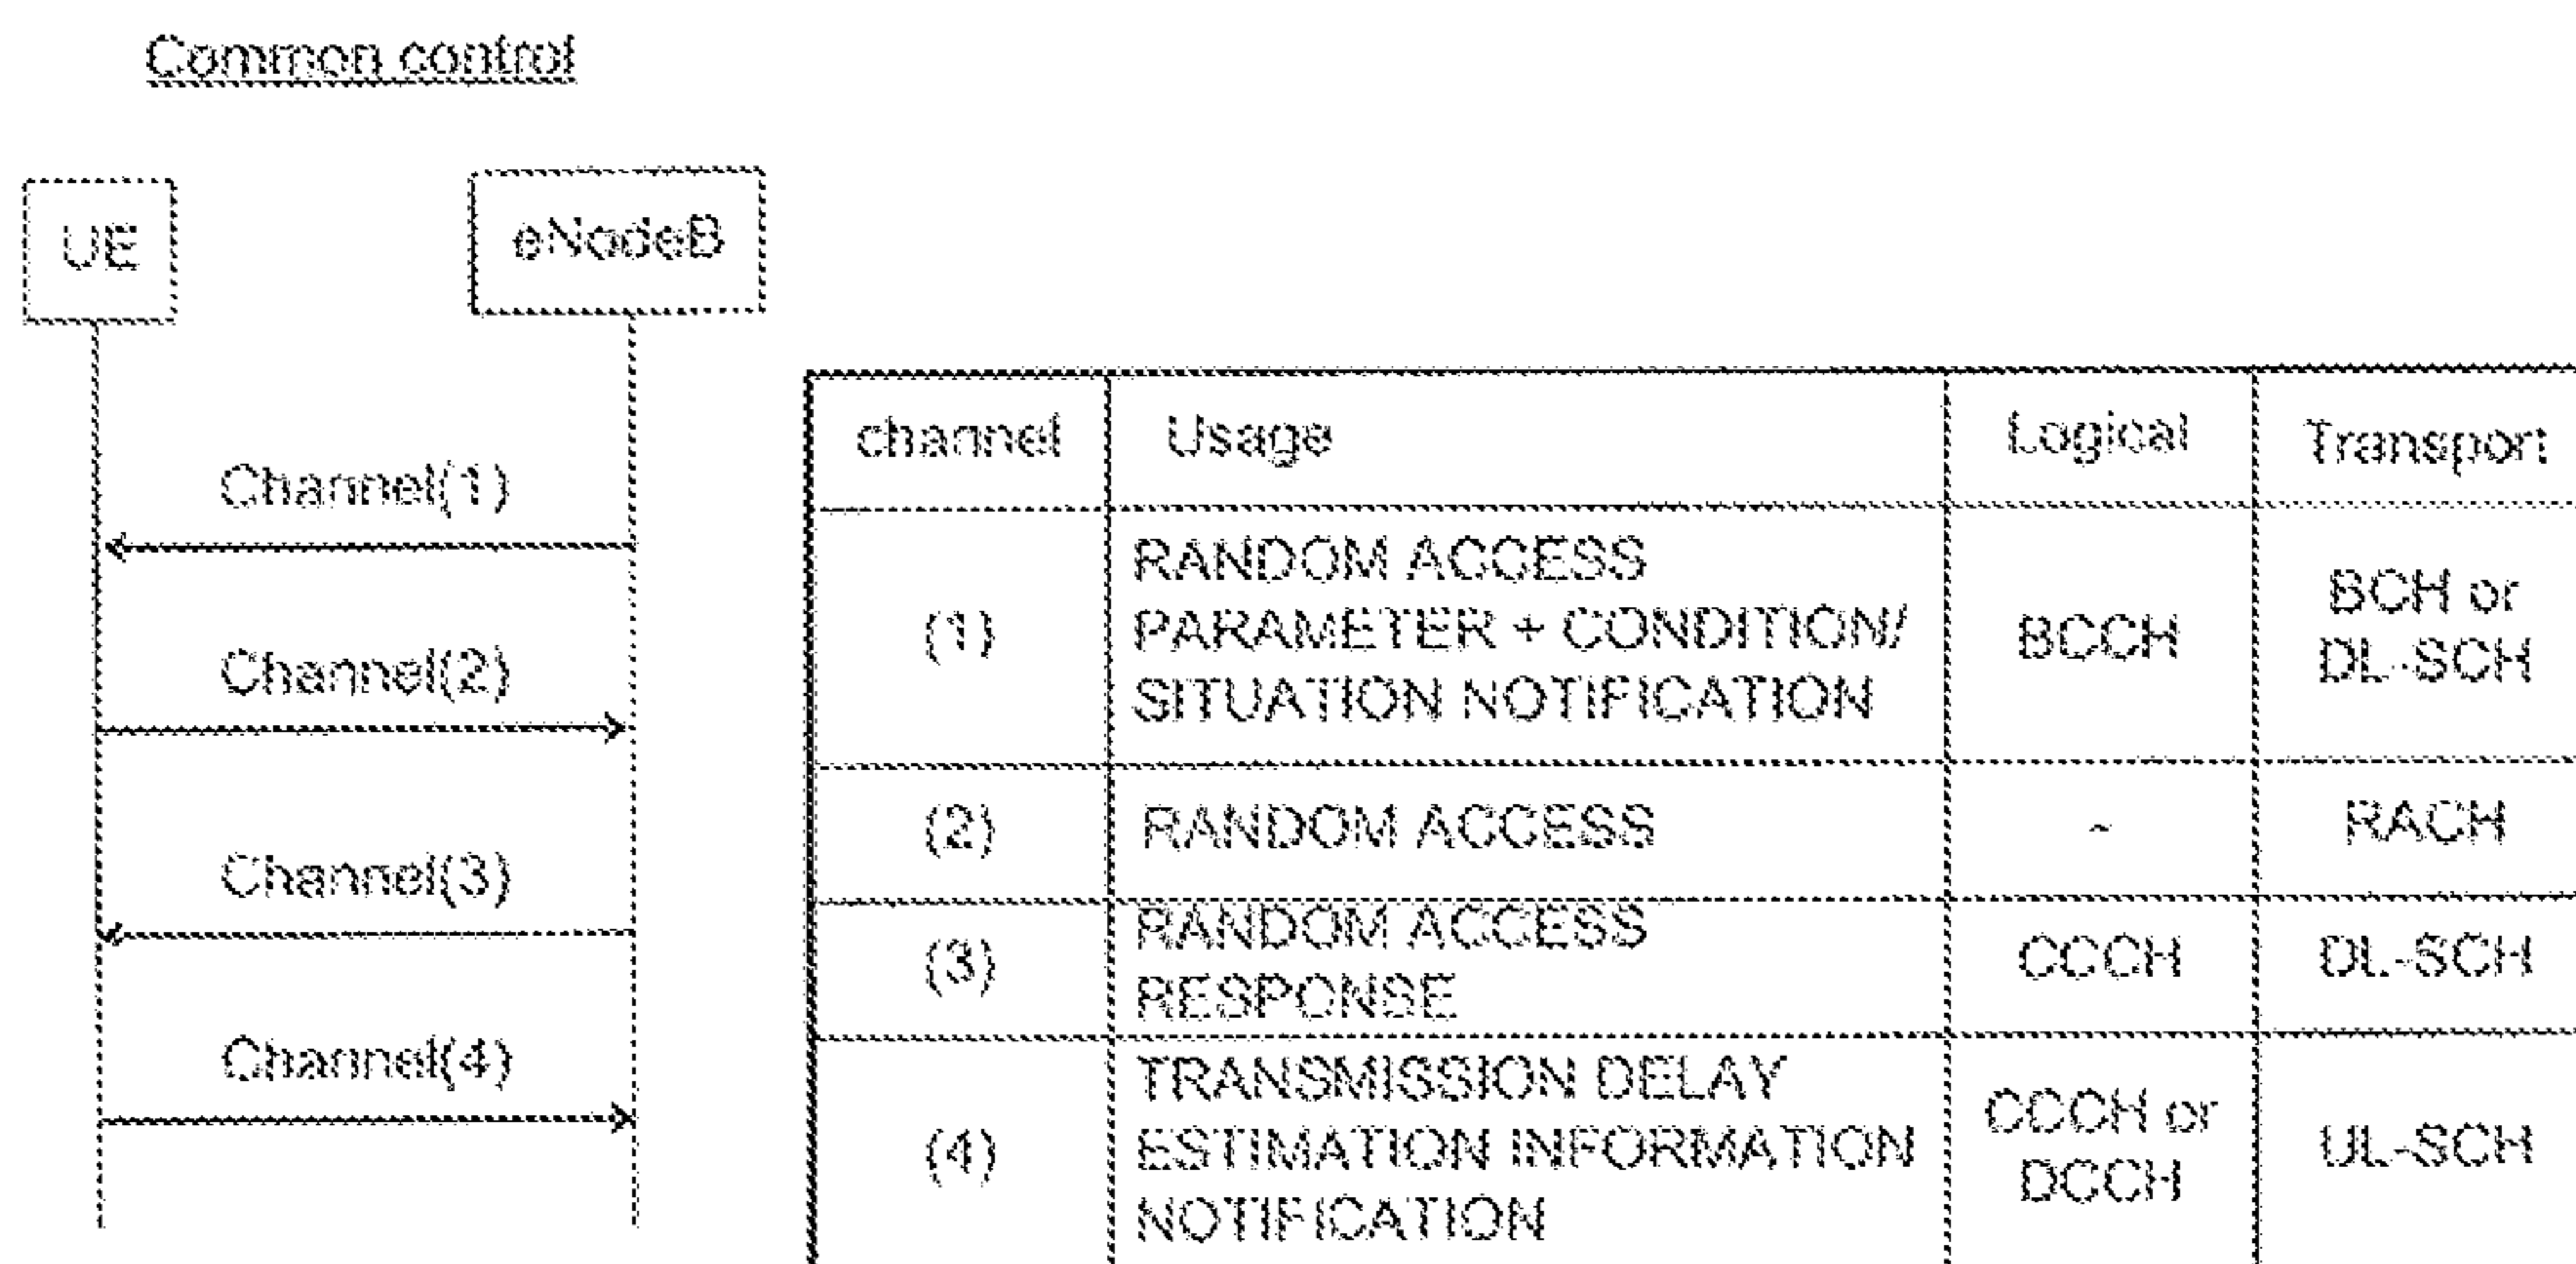 Common control
UE
eNodeB
Channel(1)
Channel(2)
Channel(3)
Channel(4)
channel
Usage
Logical
Transport
(1)
RANDOM ACCESS
PARAMETER + CONDITION/
SITUATION NOTIFICATION
BCCH
BCH or
DL-SCH
(2)
RANDOM ACCESS
-
RACH
(3)
RANDOM ACCESS
RESPONSE
CCCH
DL-SCH
(4)
TRANSMISSION DELAY
ESTIMATION INFORMATION
NOTIFICATION
CCCH or
DCCH
UL-SCH